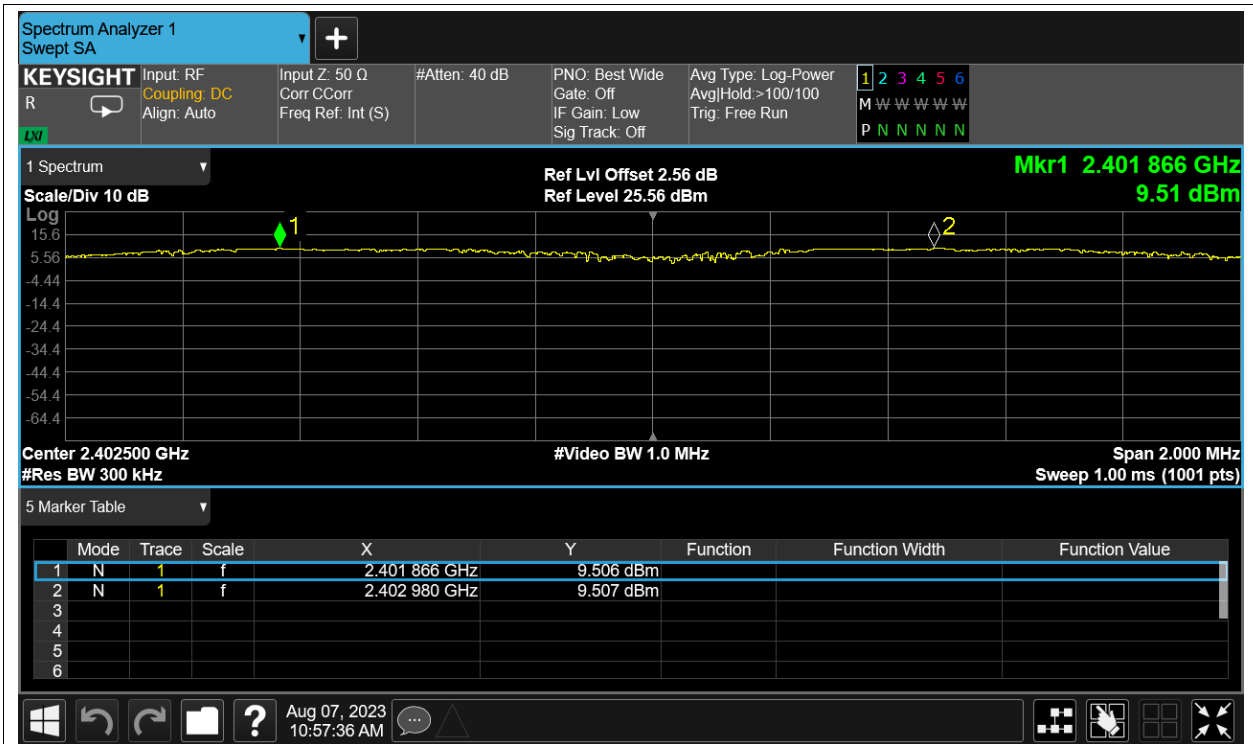 Spectrum Analyzer 1
Swept SA
KEYSIGHT Input: RF Input Z: 50 Ω #Atten: 40 dB PNO: Best Wide Avg Type: Log-Power 1 2 3 4 5 6
R Coupling: DC Corr CCorr Gate: Off Avg|Hold:>100/100 M W W W W W
Align: Auto Freq Ref: Int (S) IF Gain: Low Trig: Free Run
LXI Sig Track: Off P N N N N N
1 Spectrum Ref Lvl Offset 2.56 dB Mkr1 2.401 866 GHz
Scale/Div 10 dB Ref Level 25.56 dBm 9.51 dBm
Log
1 2
15.6
5.56
-4.44
-14.4
-24.4
-34.4
-44.4
-54.4
-64.4
Center 2.402500 GHz #Video BW 1.0 MHz Span 2.000 MHz
#Res BW 300 kHz Sweep 1.00 ms (1001 pts)
5 Marker Table
Mode Trace Scale X Y Function Function Width Function Value
1 N 1 f 2.401 866 GHz 9.506 dBm
2 N 1 f 2.402 980 GHz 9.507 dBm
3
4
5
6
? Aug 07, 2023
10:57:36 AM